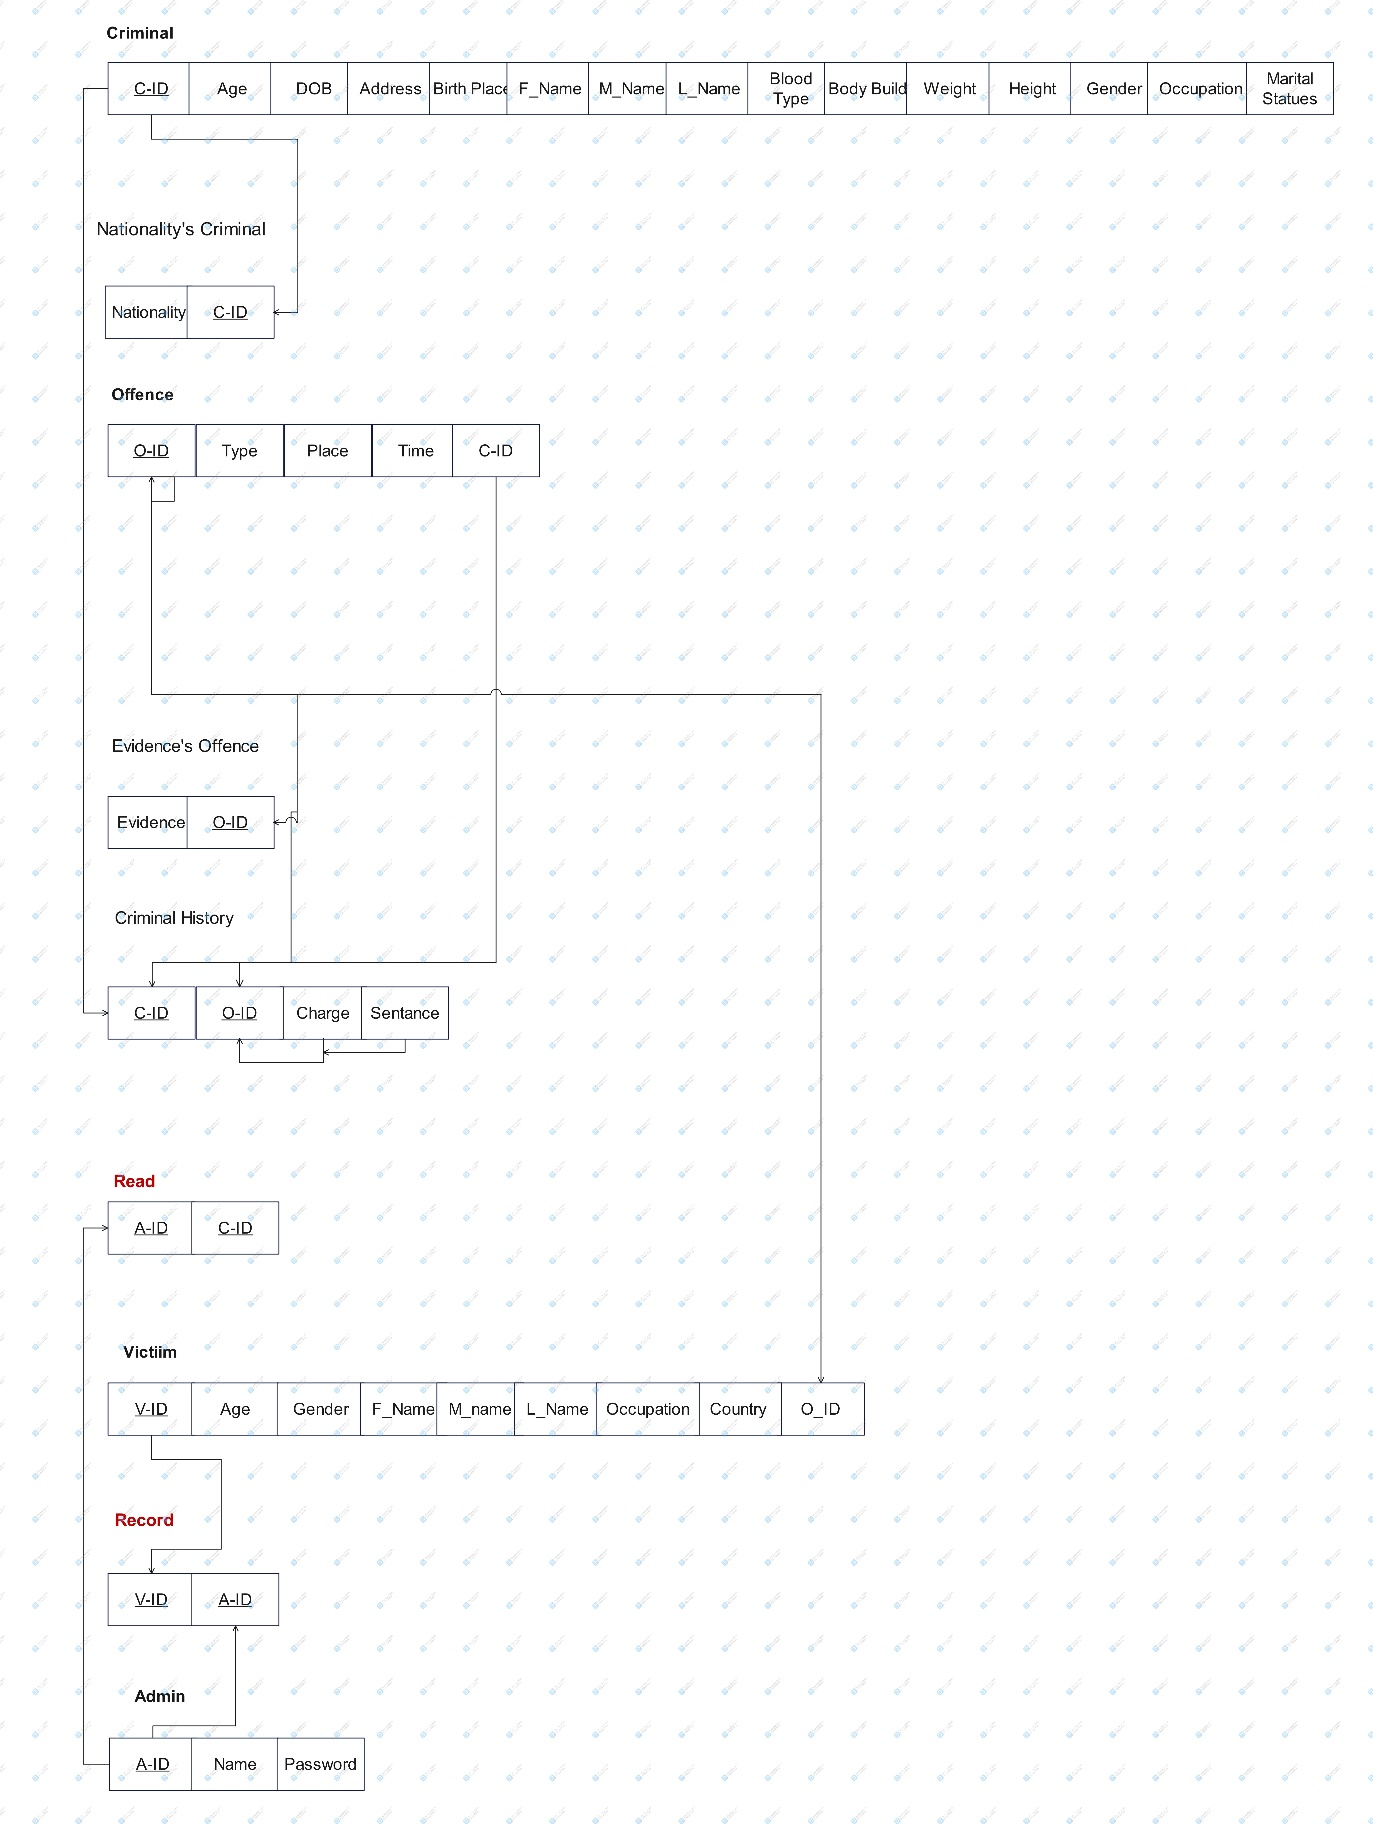 Criminal
C-ID Age DOB Address Birth Place F_Name M_Name L_Name Blood Type Body Build Weight Height Gender Occupation Marital Statues
Nationality's Criminal
Nationality C-ID
Offence
O-ID Type Place Time C-ID
Evidence's Offence
Evidence O-ID
Criminal History
C-ID O-ID Charge Sentance
Read
A-ID C-ID
Victiim
V-ID Age Gender F_Name M_name L_Name Occupation Country O_ID
Record
V-ID A-ID
Admin
A-ID Name Password